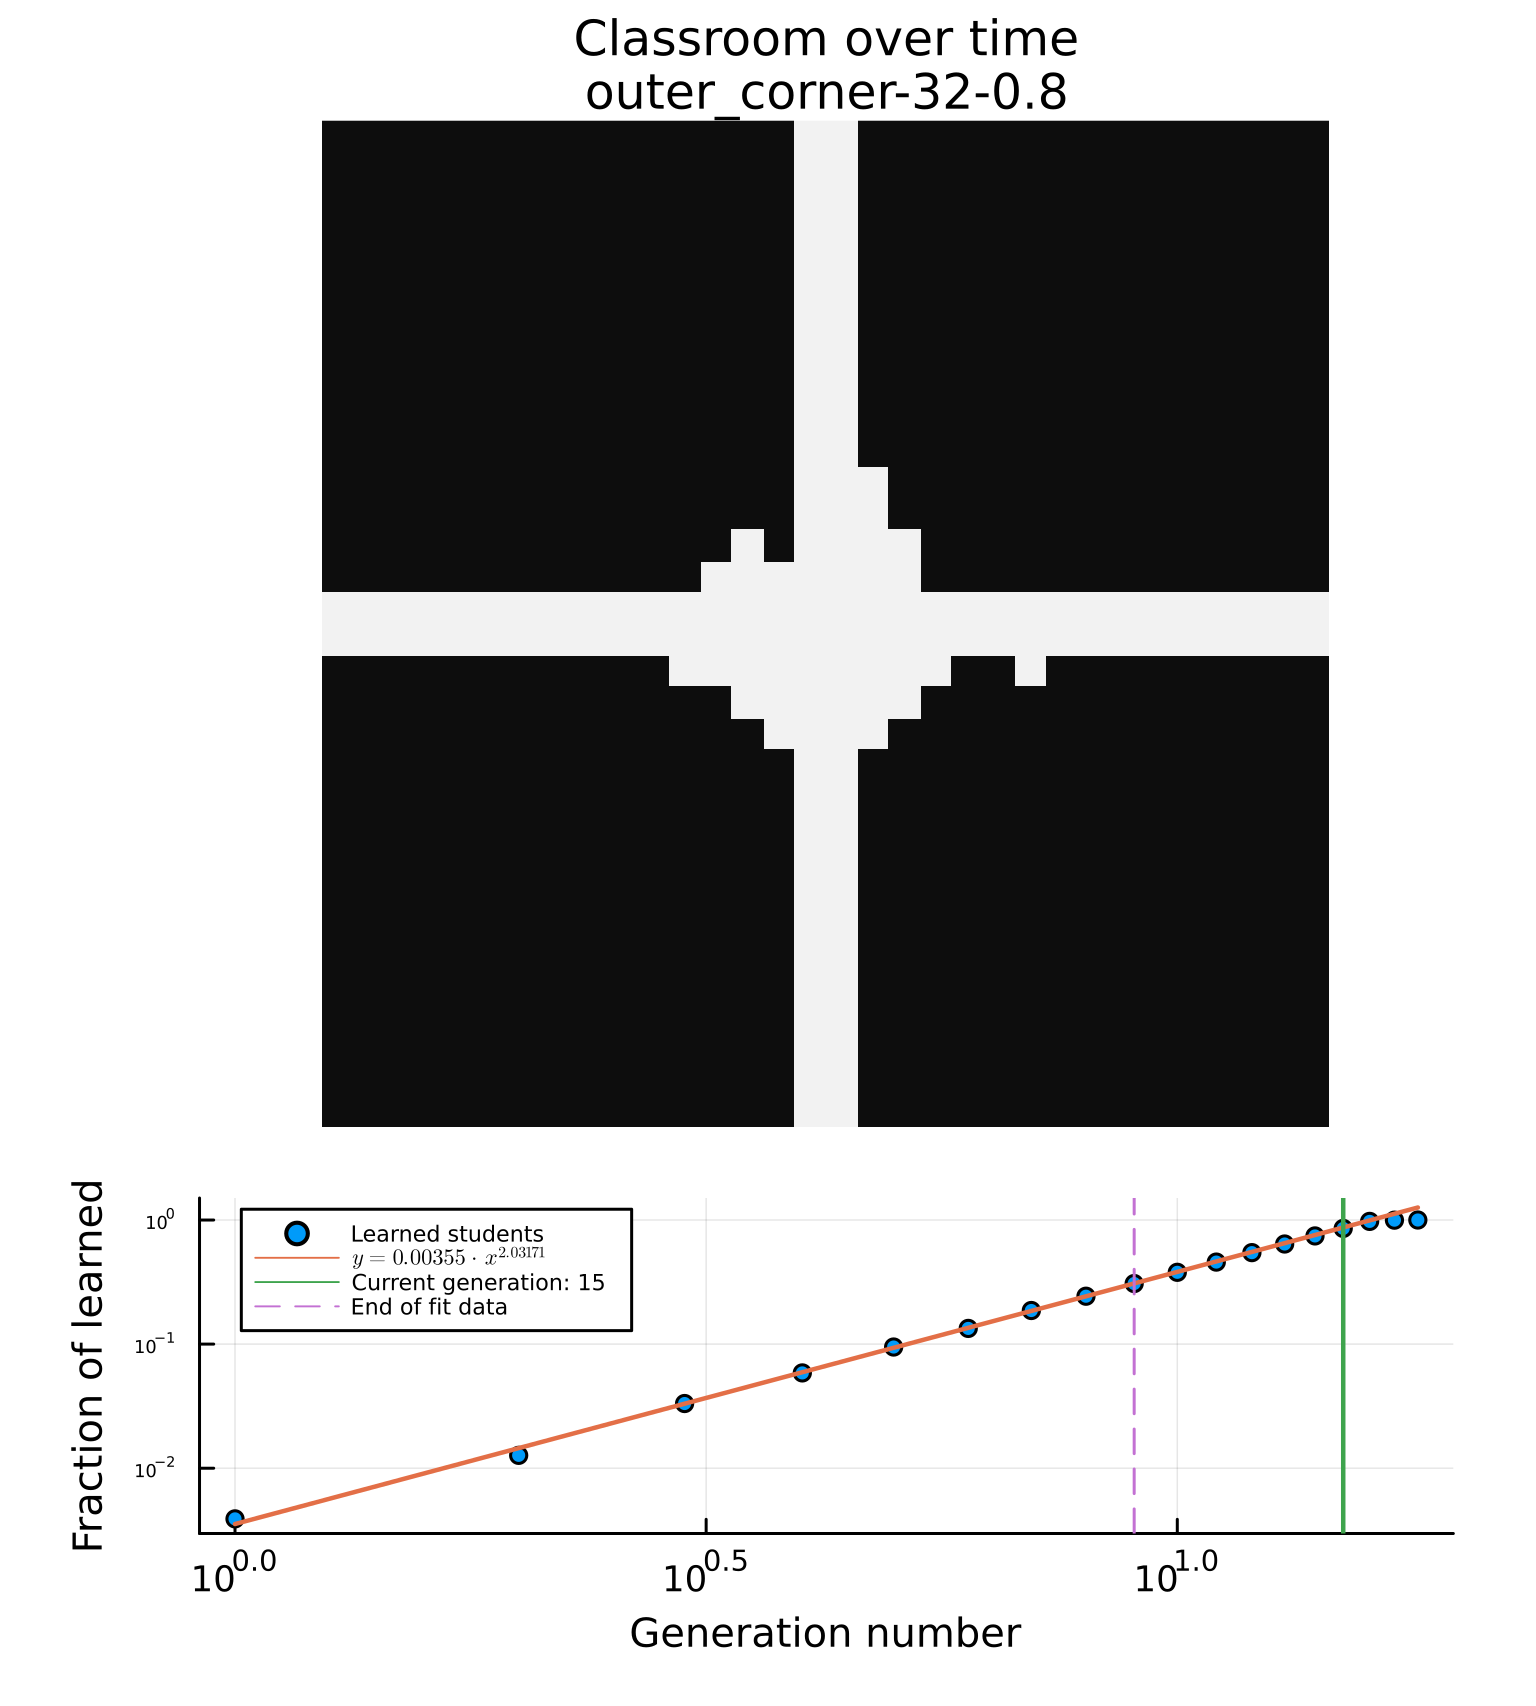 Classroom over time
outer_corner-32-0.8
Fraction of learned
10^0
10^-1
10^-2
Learned students
y = 0.00355 · x^2.03171
Current generation: 15
End of fit data
10^0.0
10^0.5
10^1.0
Generation number